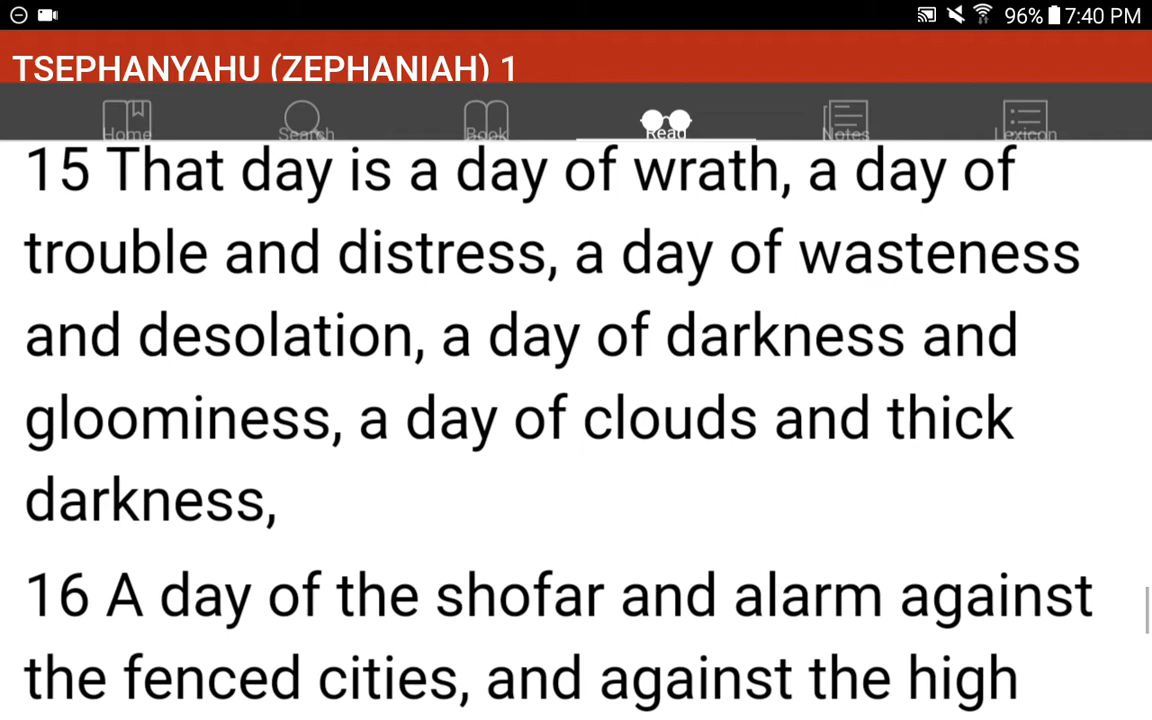 96% 7:40 PM
TSEPHANYAHU (ZEPHANIAH) 1
Home Search Book Read Notes Lexicon
15 That day is a day of wrath, a day of
trouble and distress, a day of wasteness
and desolation, a day of darkness and
gloominess, a day of clouds and thick
darkness,
16 A day of the shofar and alarm against
the fenced cities, and against the high